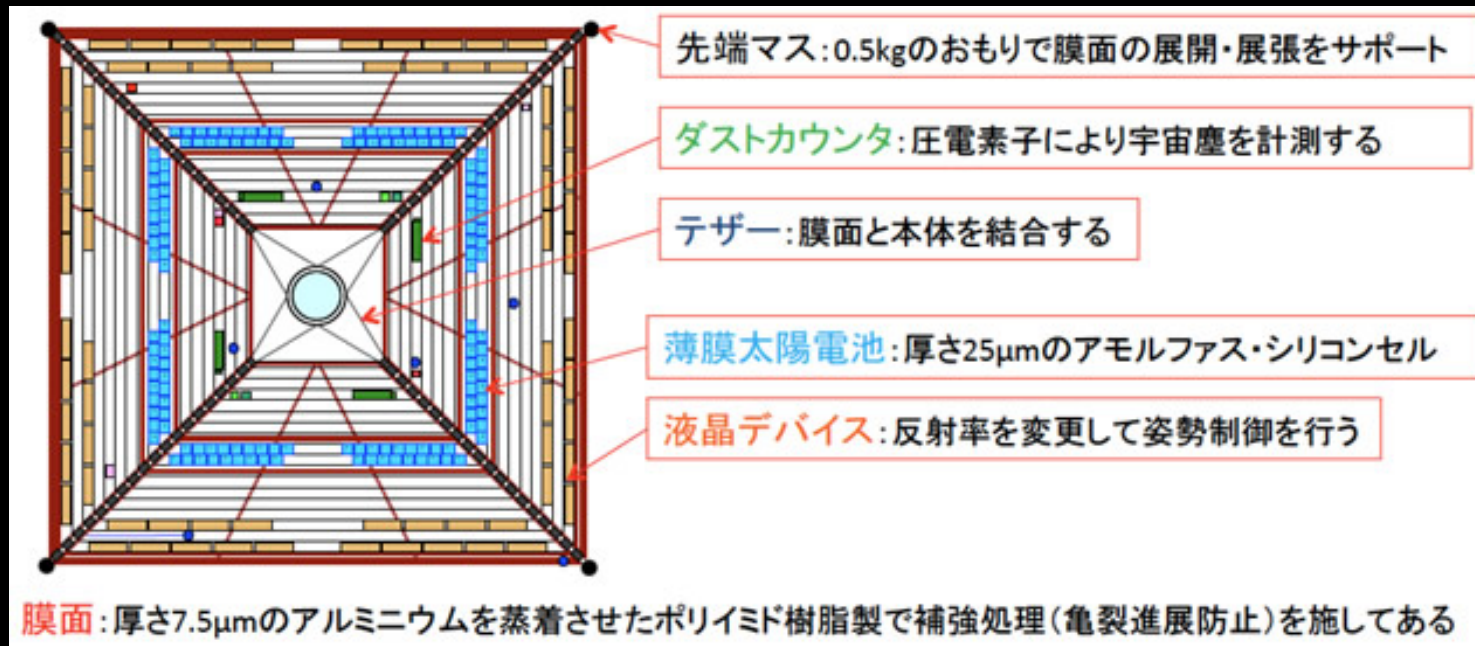 先端マス:0.5kgのおもりで膜面の展開・展張をサポート
ダストカウンタ:圧電素子により宇宙塵を計測する
テザー:膜面と本体を結合する
薄膜太陽電池:厚さ25μmのアモルファス・シリコンセル
液晶デバイス:反射率を変更して姿勢制御を行う
膜面:厚さ7.5μmのアルミニウムを蒸着させたポリイミド樹脂製で補強処理(亀裂進展防止)を施してある